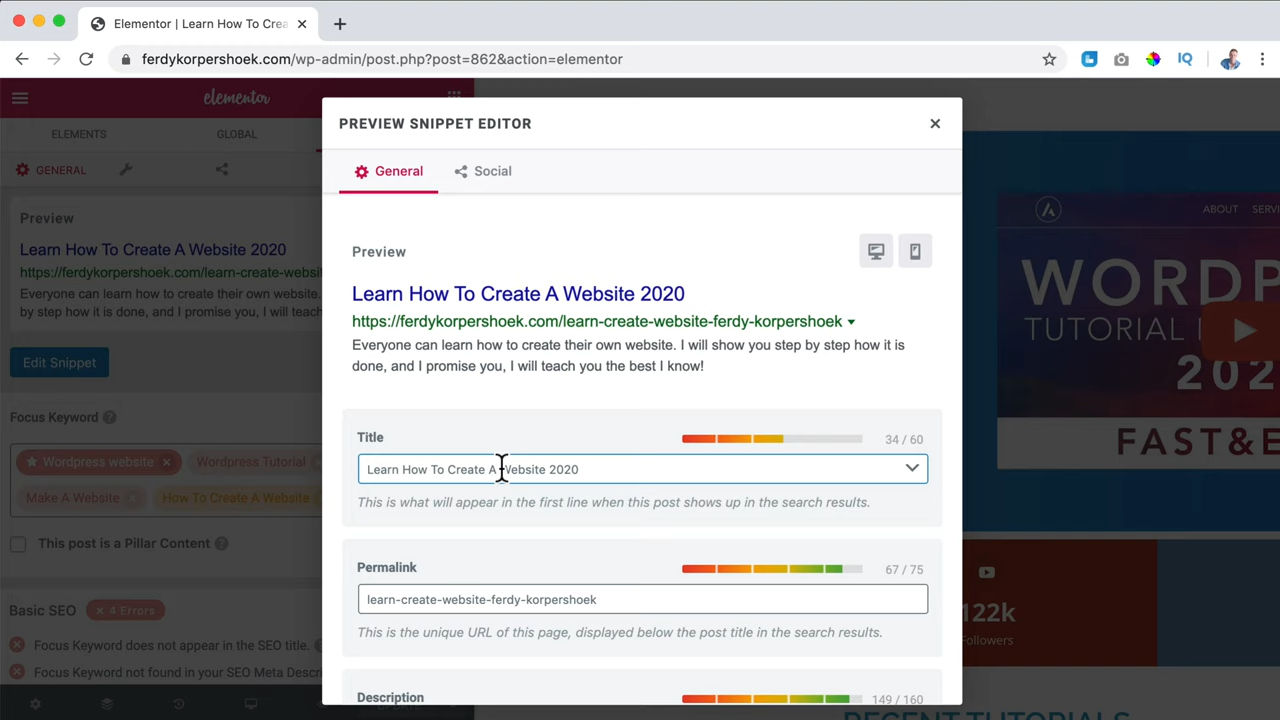 Elementor | Learn How To Crea
ferdykorpershoek.com/wp-admin/post.php?post=862&action=elementor
IQ
elementor
ELEMENTS
GLOBAL
GENERAL
Preview
Learn How To Create A Website 2020
https://ferdykorpershoek.com/learn-create-websi
Everyone can learn how to create their own website.
by step how it is done, and I promise you, I will teach
Edit Snippet
Focus Keyword
Wordpress website
Wordpress Tutorial
Make A Website
How To Create A Website
This post is a Pillar Content
Basic SEO
× 4 Errors
Focus Keyword does not appear in the SEO title.
Focus Keyword not found in your SEO Meta Descri
PREVIEW SNIPPET EDITOR
General
Social
Preview
Learn How To Create A Website 2020
https://ferdykorpershoek.com/learn-create-website-ferdy-korpershoek
Everyone can learn how to create their own website. I will show you step by step how it is
done, and I promise you, I will teach you the best I know!
Title
34 / 60
Learn How To Create A Website 2020
This is what will appear in the first line when this post shows up in the search results.
Permalink
67 / 75
learn-create-website-ferdy-korpershoek
This is the unique URL of this page, displayed below the post title in the search results.
Description
149 / 160
ABOUT SERVI
WORDP
TUTORIAL
202
FAST&E
122k
Followers
RECENT TUTORIALS